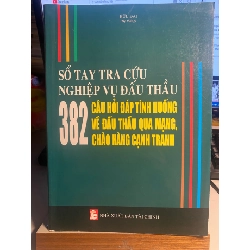 SỔ TAY TRA CỨU
NGHIỆP VỤ ĐẤU THẦU
382
CÂU HỎI ĐÁP TÌNH HUỐNG
VỀ ĐẤU THẦU QUA MẠNG,
CHÀO HÀNG CẠNH TRANH
NHÀ XUẤT BẢN TÀI CHÍNH